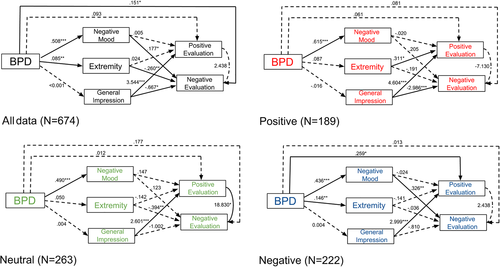 .151*
.093
.508***
Negative
Mood
.005
Positive
Evaluation
.177*
BPD
.085**
Extremity
.024
.260**
2.438
Negative
Evaluation
3.544***
<0.001
General
Impression
-.667*
All data (N=674)
.081
.061
.615***
Negative
Mood
-.020
Positive
Evaluation
.205
BPD
.087
Extremity
.311*
.191
-7.130
Negative
Evaluation
4.604***
-.016
General
Impression
-2.986***
Positive (N=189)
.177
.012
.490***
Negative
Mood
.147
Positive
Evaluation
.123
BPD
.050
Extremity
.142
.394**
18.830*
Negative
Evaluation
2.601***
.004
General
Impression
-1.002
Neutral (N=263)
.013
.269*
.436***
Negative
Mood
-.024
Positive
Evaluation
.326**
BPD
.146**
Extremity
.141
-.036
2.438
Negative
Evaluation
2.999***
0.004
General
Impression
-.810
Negative (N=222)